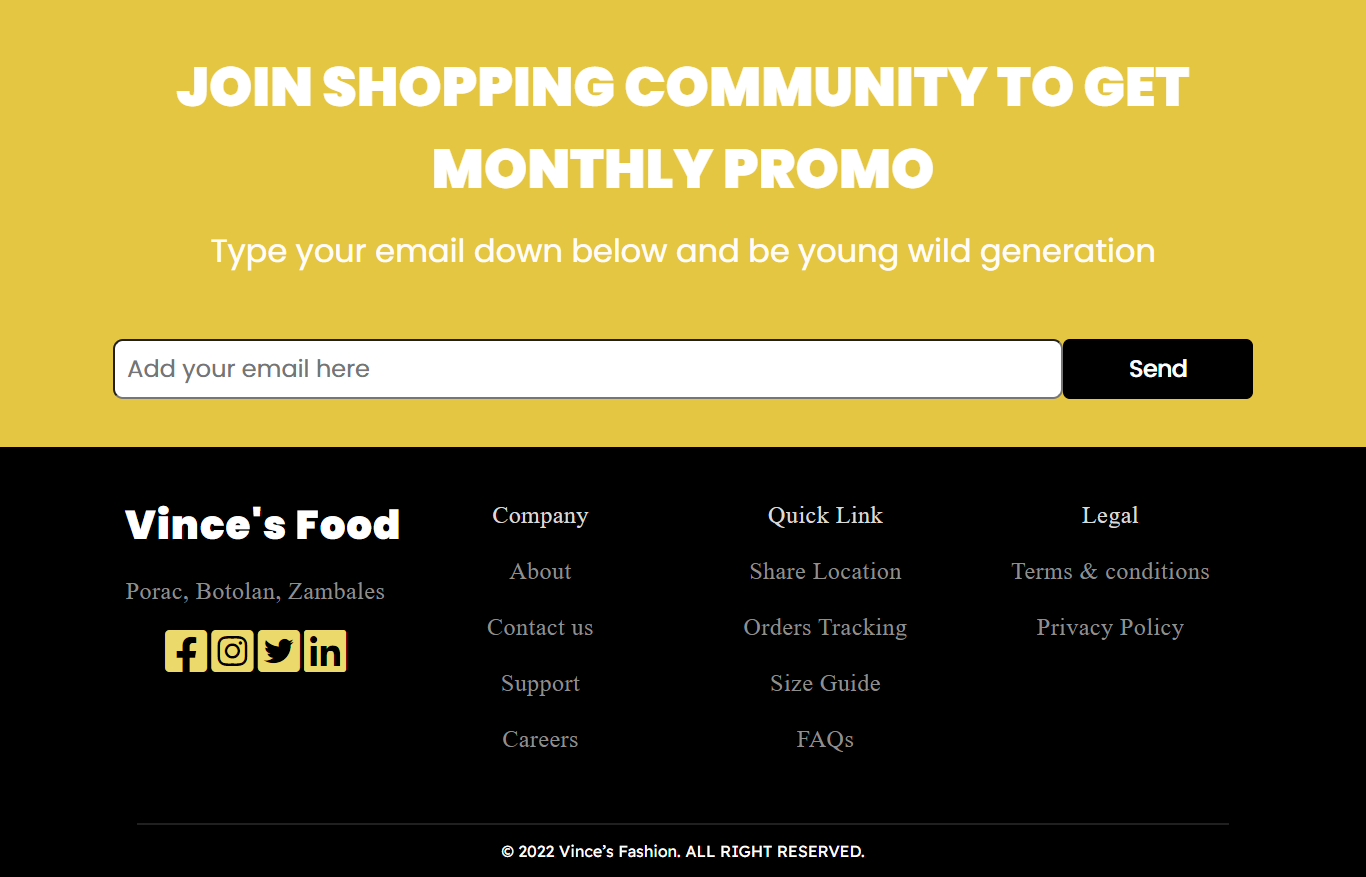 JOIN SHOPPING COMMUNITY TO GET
MONTHLY PROMO
Type your email down below and be young wild generation
Add your email here
Send
Vince's Food
Porac, Botolan, Zambales
Company
About
Contact us
Support
Careers
Quick Link
Share Location
Orders Tracking
Size Guide
FAQs
Legal
Terms & conditions
Privacy Policy
© 2022 Vince’s Fashion. ALL RIGHT RESERVED.